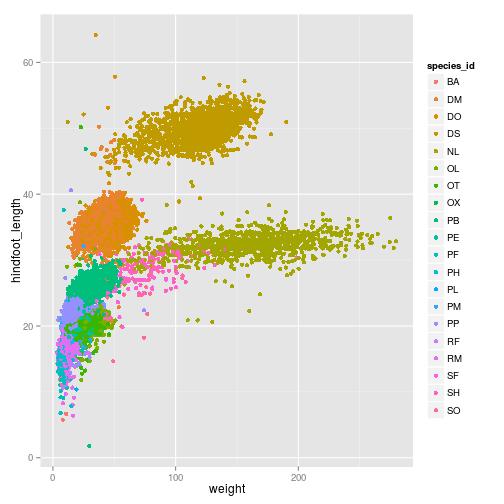 60
40
20
0
hindfoot_length
0
100
200
weight
species_id
BA
DM
DO
DS
NL
OL
OT
OX
PB
PE
PF
PH
PL
PM
PP
RF
RM
SF
SH
SO